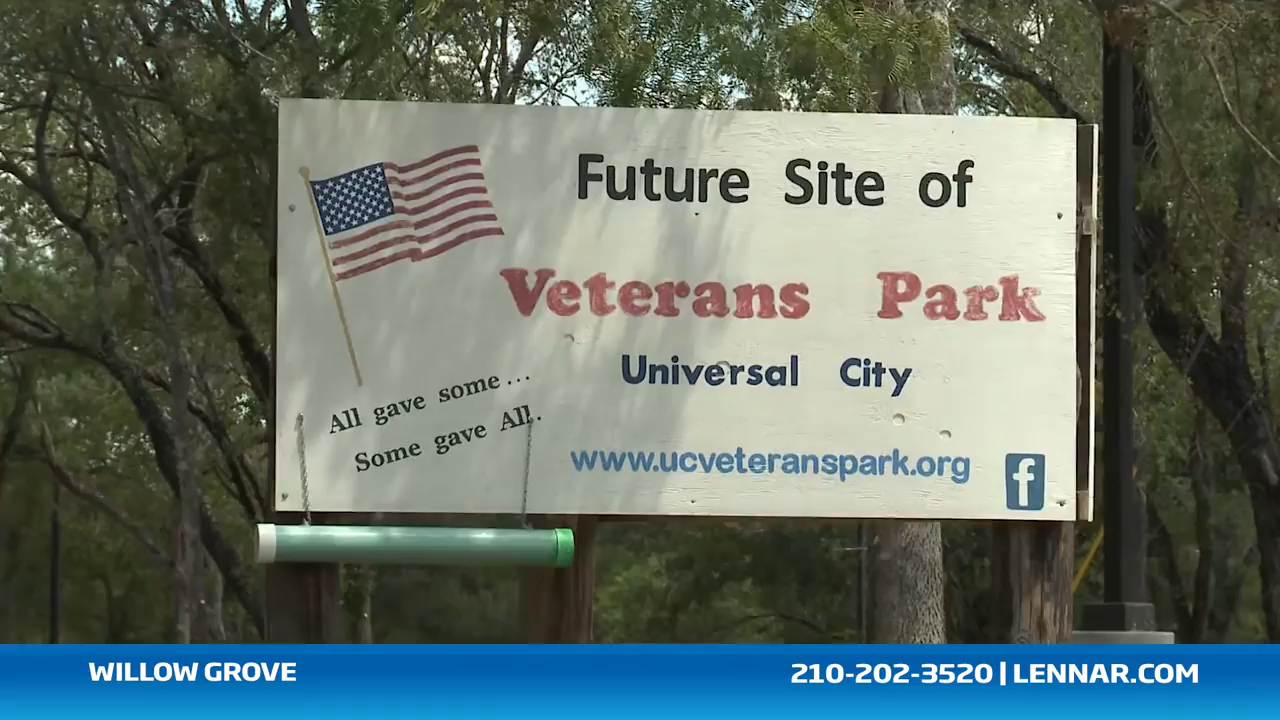 Future Site of
Veterans Park
Universal City
All gave some ...
Some gave All.
www.ucveteranspark.org
f
WILLOW GROVE
210-202-3520 | LENNAR.COM